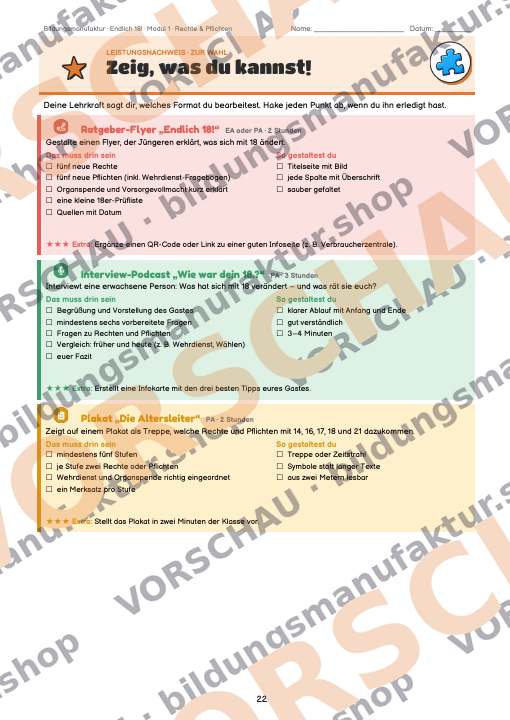 Bildungsmanufaktur · Endlich 18! · Modul 1 · Rechte & Pflichten Name: Datum:
LEISTUNGSNACHWEIS · ZUR WAHL
Zeig, was du kannst!
Deine Lehrkraft sagt dir, welches Format du bearbeitest. Hake jeden Punkt ab, wenn du ihn erledigt hast.
Ratgeber-Flyer „Endlich 18!“ EA oder PA · 2 Stunden
Gestalte einen Flyer, der Jüngeren erklärt, was sich mit 18 ändert.
Das muss drin sein
☐ fünf neue Rechte
☐ fünf neue Pflichten (inkl. Wehrdienst-Fragebogen)
☐ Organspende und Vorsorgevollmacht kurz erklärt
☐ eine kleine 18er-Prüfliste
☐ Quellen mit Datum
So gestaltest du
☐ Titelseite mit Bild
☐ jede Spalte mit Überschrift
☐ sauber gefaltet
★★★ Extra: Ergänze einen QR-Code oder Link zu einer guten Infoseite (z. B. Verbraucherzentrale).
Interview-Podcast „Wie war dein 18.?“ PA · 3 Stunden
Interviewt eine erwachsene Person: Was hat sich mit 18 verändert – und was rät sie euch?
Das muss drin sein
☐ Begrüßung und Vorstellung des Gastes
☐ mindestens sechs vorbereitete Fragen
☐ Fragen zu Rechten und Pflichten
☐ Vergleich: früher und heute (z. B. Wehrdienst, Wählen)
☐ euer Fazit
So gestaltest du
☐ klarer Ablauf mit Anfang und Ende
☐ gut verständlich
☐ 3–4 Minuten
★★★ Extra: Erstellt eine Infokarte mit den drei besten Tipps eures Gastes.
Plakat „Die Altersleiter“ PA · 2 Stunden
Zeigt auf einem Plakat als Treppe, welche Rechte und Pflichten mit 14, 16, 17, 18 und 21 dazukommen.
Das muss drin sein
☐ mindestens fünf Stufen
☐ je Stufe zwei Rechte oder Pflichten
☐ Wehrdienst und Organspende richtig eingeordnet
☐ ein Merksatz pro Stufe
So gestaltest du
☐ Treppe oder Zeitstrahl
☐ Symbole statt langer Texte
☐ aus zwei Metern lesbar
★★★ Extra: Stellt das Plakat in zwei Minuten der Klasse vor.
VORSCHAU · bildungsmanufaktur.shop
VORSCHAU
22